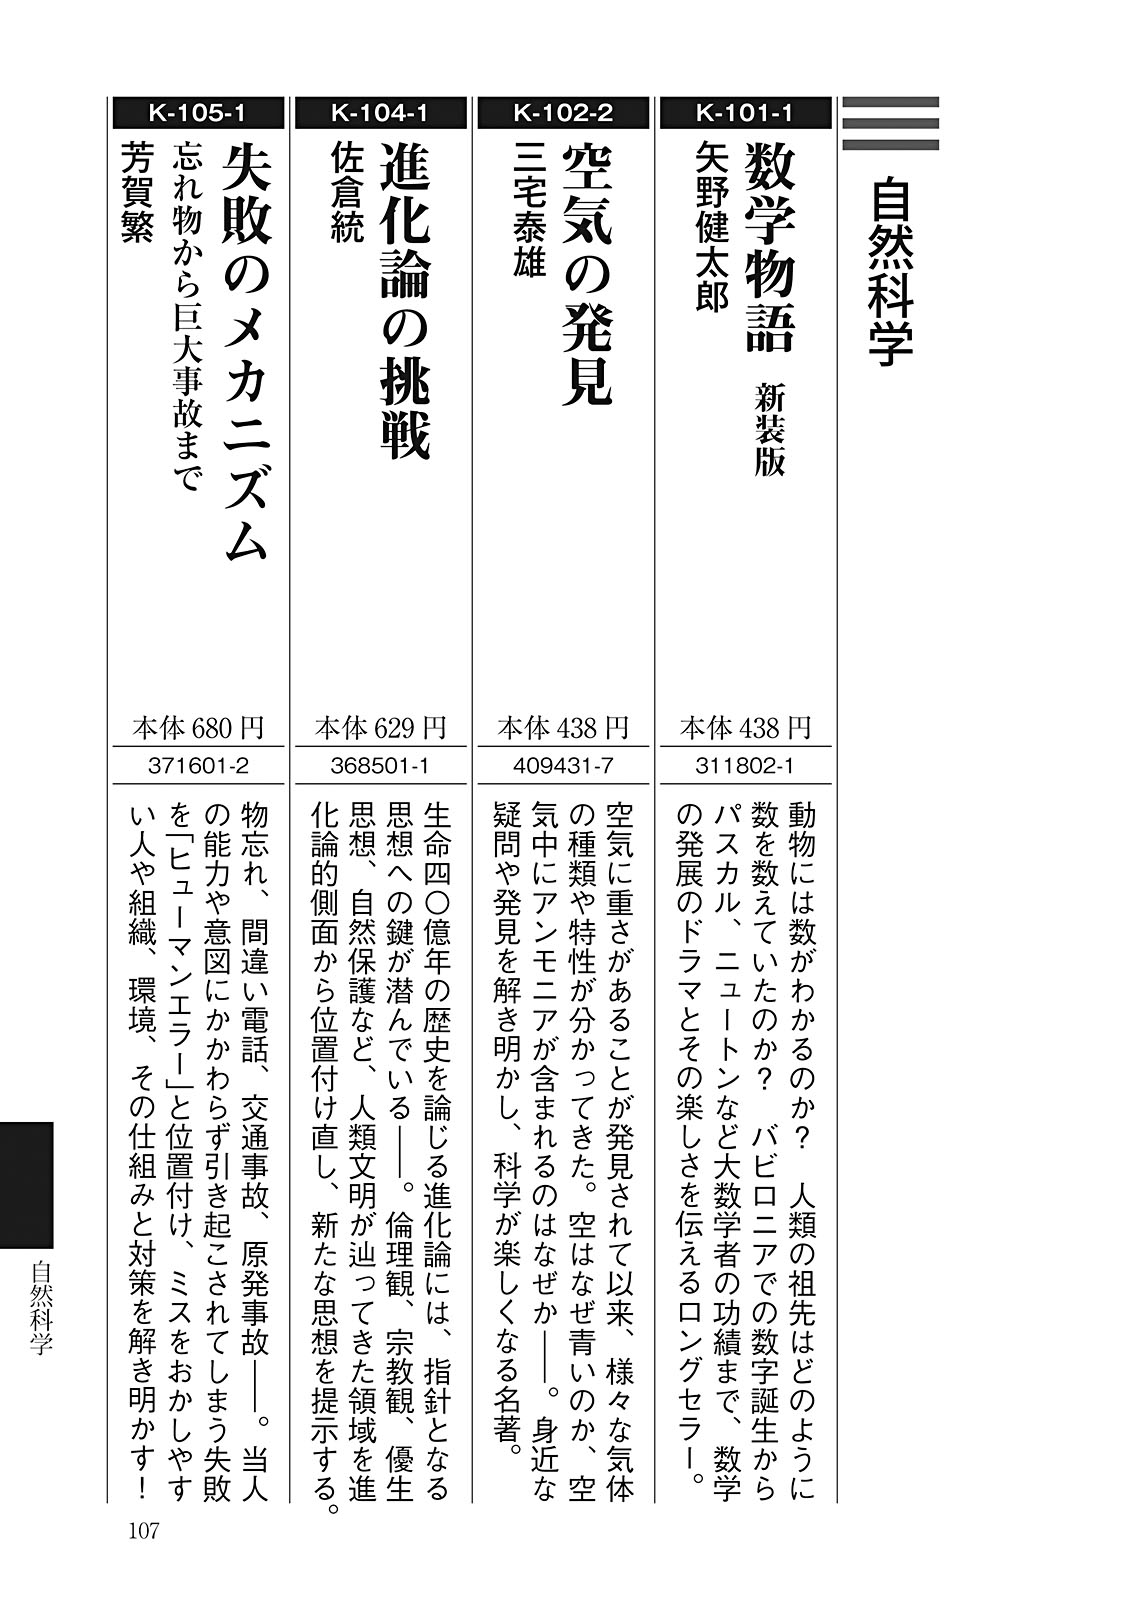 自然科学
K-101-1
数学物語 新装版
矢野健太郎
本体 438 円
311802-1
動物には数がわかるのか? 人類の祖先はどのように
数を数えていたのか? バビロニアでの数字誕生から
パスカル、ニュートンなど大数学者の功績まで、数学
の発展のドラマとその楽しさを伝えるロングセラー。
K-102-2
空気の発見
三宅泰雄
本体 438 円
409431-7
空気に重さがあることが発見されて以来、様々な気体
の種類や特性が分かってきた。空はなぜ青いのか、空
気中にアンモニアが含まれるのはなぜか――。身近な
疑問や発見を解き明かし、科学が楽しくなる名著。
K-104-1
進化論の挑戦
佐倉統
本体 629 円
368501-1
生命四〇億年の歴史を論じる進化論には、指針となる
思想への鍵が潜んでいる――。倫理観、宗教観、優生
思想、自然保護など、人類文明が辿ってきた領域を進
化論的側面から位置付け直し、新たな思想を提示する。
K-105-1
失敗のメカニズム
忘れ物から巨大事故まで
芳賀繁
本体 680 円
371601-2
物忘れ、間違い電話、交通事故、原発事故――。当人
の能力や意図にかかわらず引き起こされてしまう失敗
を「ヒューマンエラー」と位置付け、ミスをおかしやす
い人や組織、環境、その仕組みと対策を解き明かす!
自然科学
107